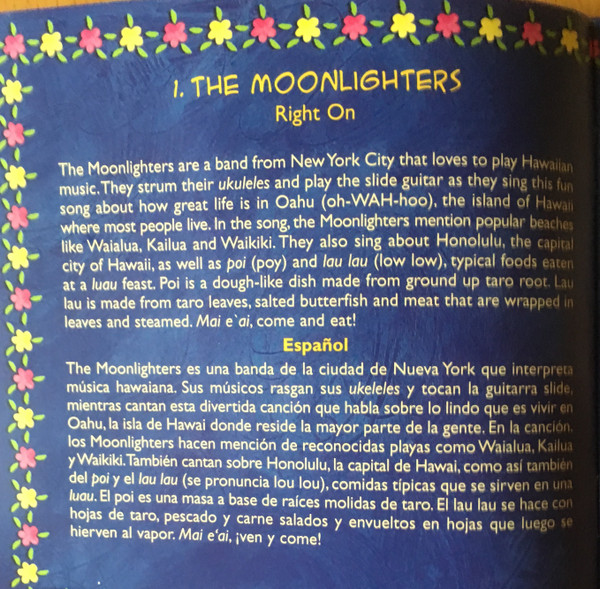 1. THE MOONLIGHTERS
Right On
The Moonlighters are a band from New York City that loves to play Hawaiian
music. They strum their ukuleles and play the slide guitar as they sing this fun
song about how great life is in Oahu (oh-WAH-hoo), the island of Hawaii
where most people live. In the song, the Moonlighters mention popular beaches
like Waialua, Kailua and Waikiki. They also sing about Honolulu, the capital
city of Hawaii, as well as poi (poy) and lau lau (low low), typical foods eaten
at a luau feast. Poi is a dough-like dish made from ground up taro root. Lau
lau is made from taro leaves, salted butterfish and meat that are wrapped in
leaves and steamed. Mai e`ai, come and eat!
Español
The Moonlighters es una banda de la ciudad de Nueva York que interpreta
música hawaiana. Sus músicos rasgan sus ukeleles y tocan la guitarra slide,
mientras cantan esta divertida canción que habla sobre lo lindo que es vivir en
Oahu, la isla de Hawai donde reside la mayor parte de la gente. En la canción,
los Moonlighters hacen mención de reconocidas playas como Waialua, Kailua
y Waikiki. También cantan sobre Honolulu, la capital de Hawai, como así también
del poi y el lau lau (se pronuncia lou lou), comidas típicas que se sirven en una
luau. El poi es una masa a base de raíces molidas de taro. El lau lau se hace con
hojas de taro, pescado y carne salados y envueltos en hojas que luego se
hierven al vapor. Mai e'ai, ¡ven y come!